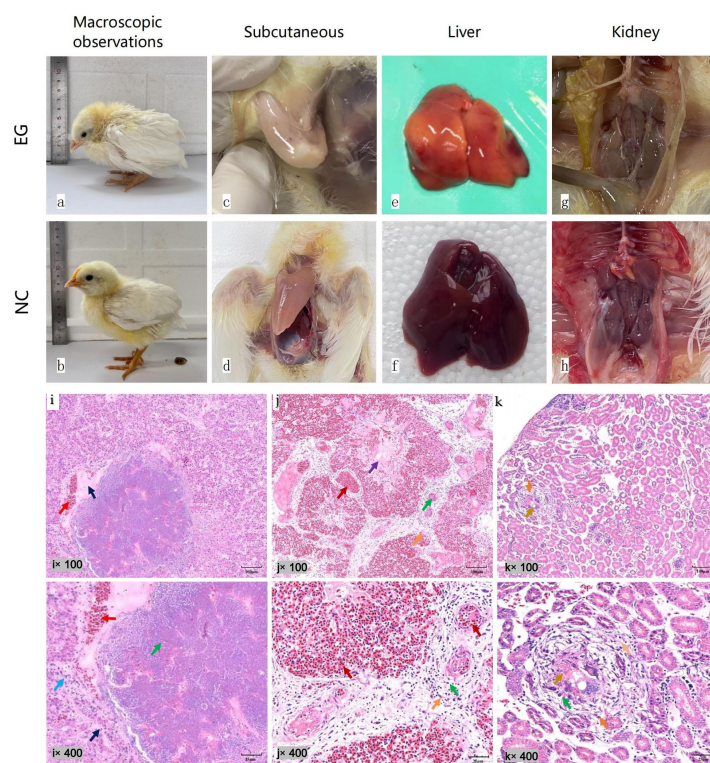 Macroscopic
observations
Subcutaneous
Liver
Kidney
EG
a
c
e
g
NC
b
d
f
h
i
j
k
i× 100
j× 100
k× 100
i× 400
j× 400
k× 400